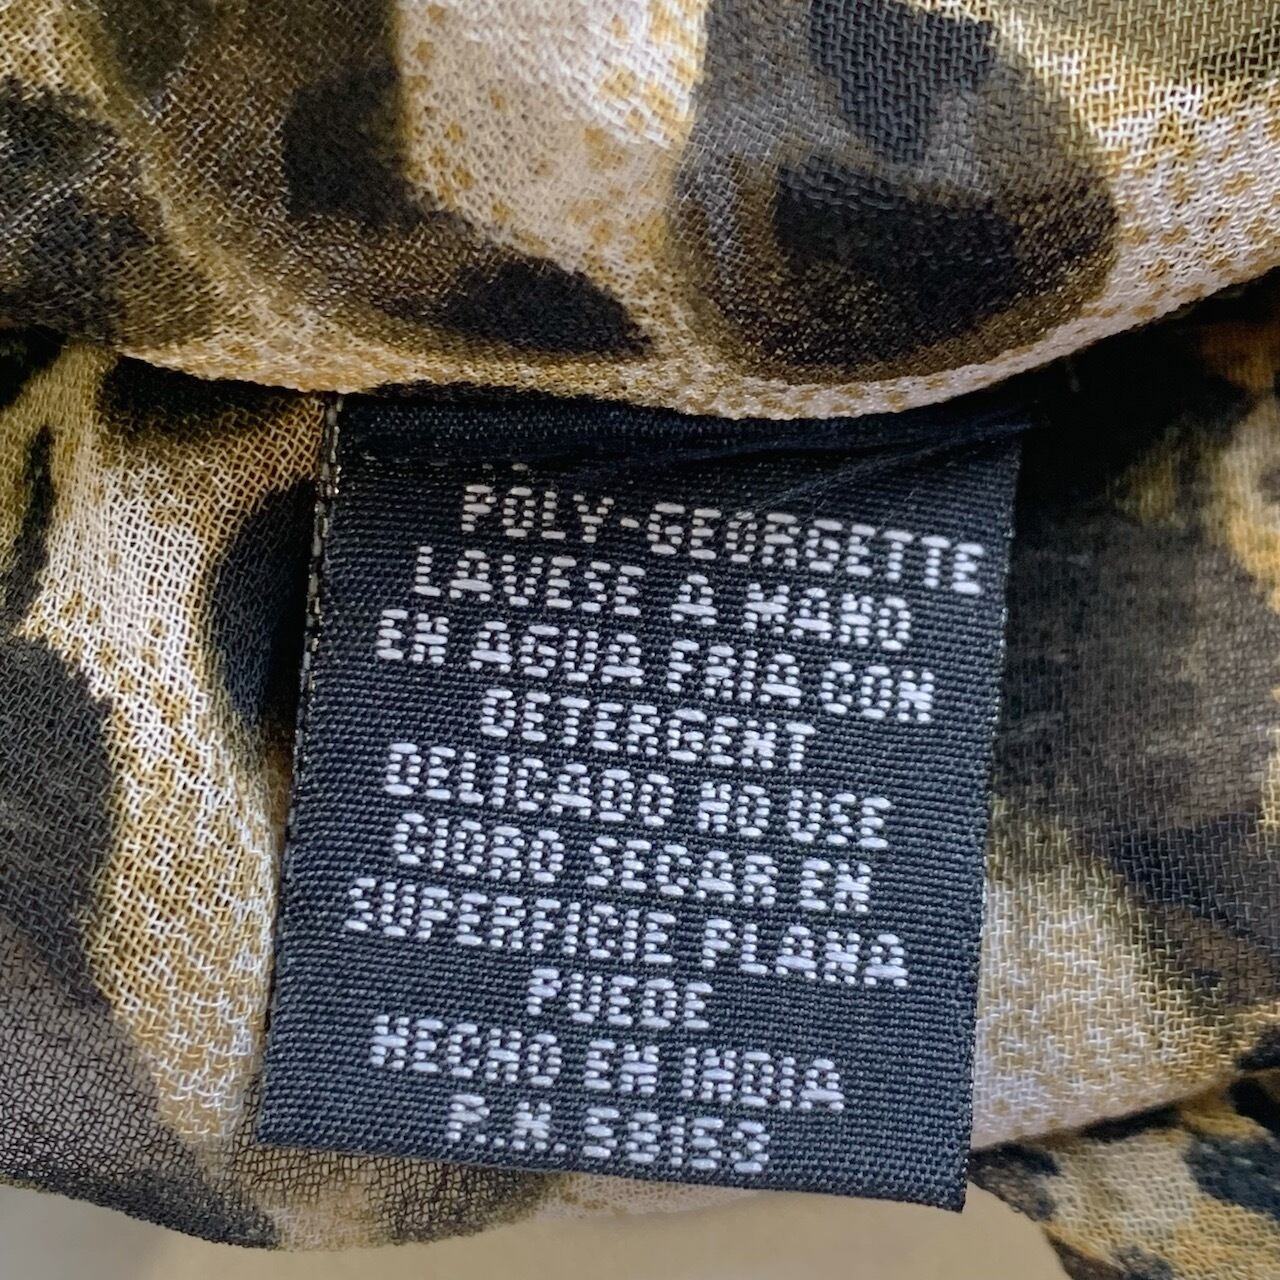 POLY-GEORGETTE
LAVESE A MANO
EN AGUA FRIA CON
DETERGENT
DELICADO NO USE
CIORO SECAR EN
SUPERFICIE PLANA
PUEDE
HECHO EN INDIA
P.N. 56153